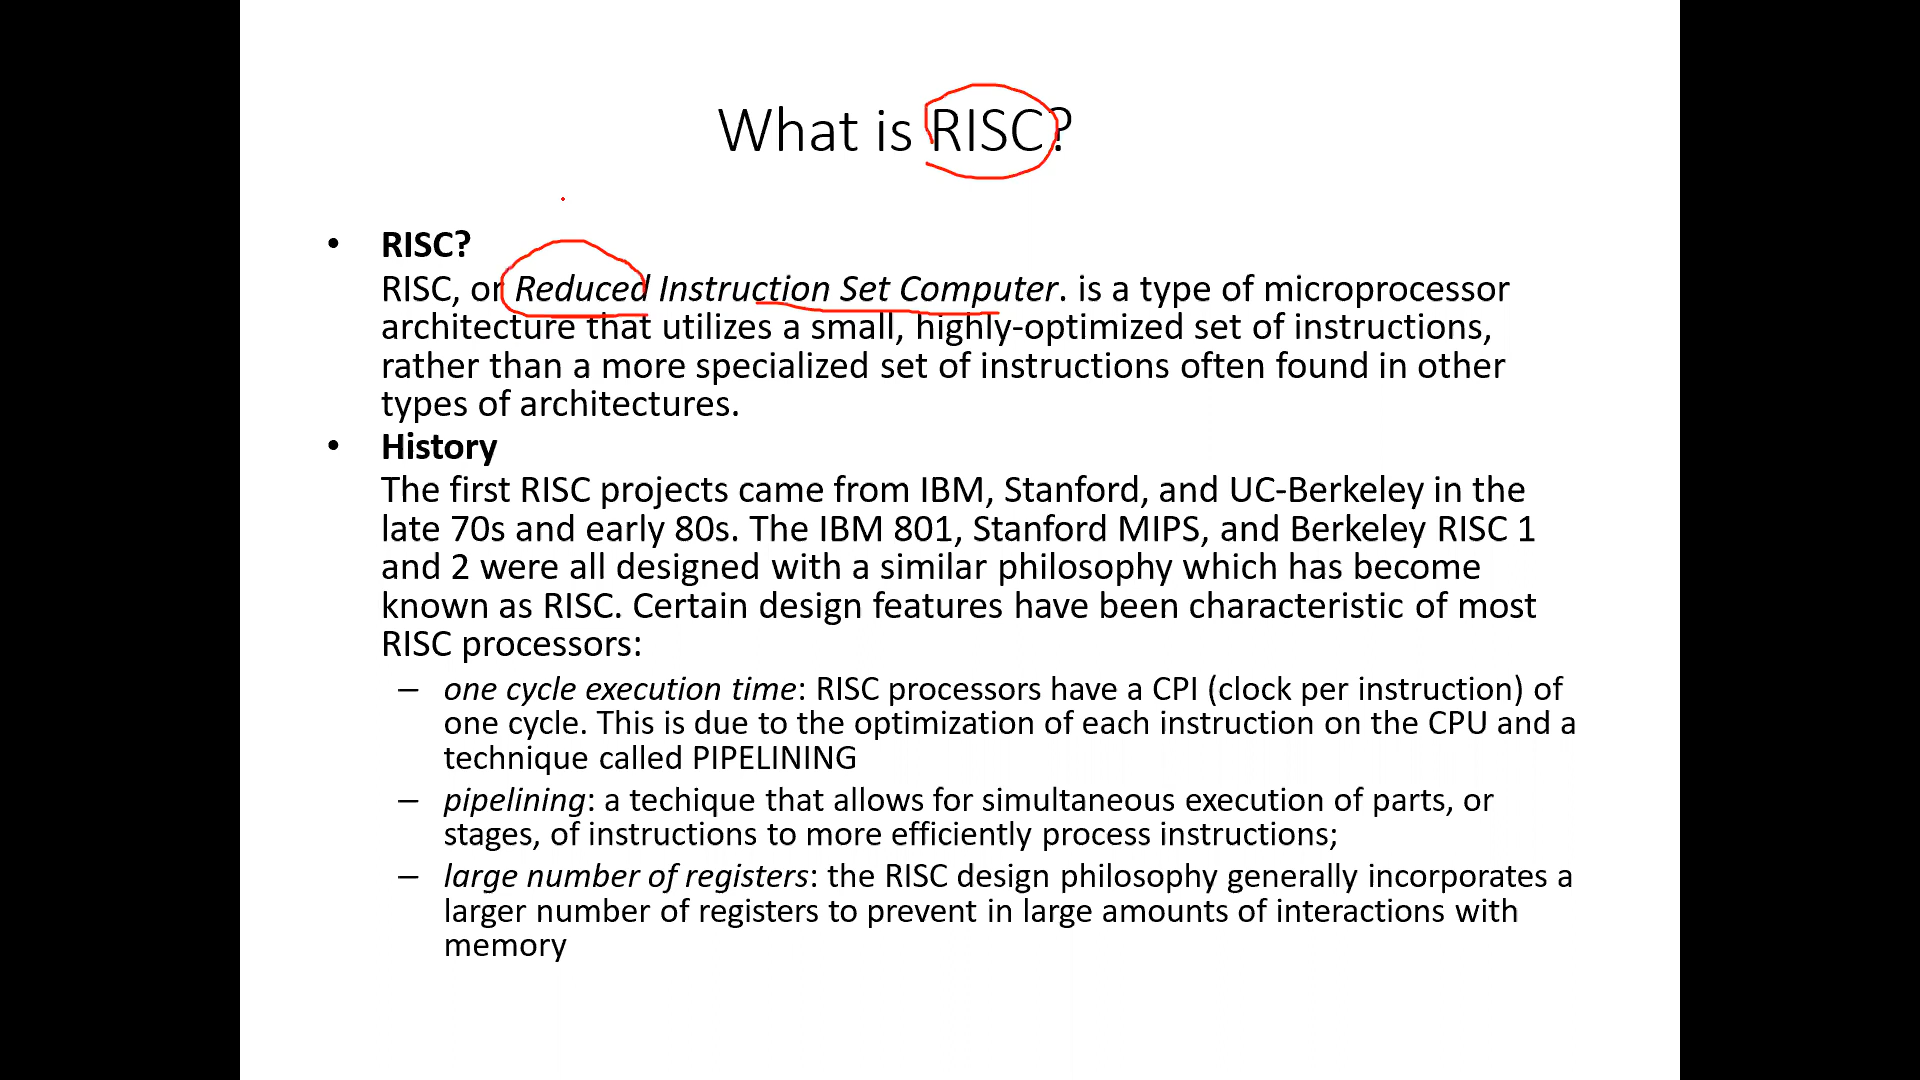 What is RISC?
• RISC?
RISC, or Reduced Instruction Set Computer. is a type of microprocessor
architecture that utilizes a small, highly-optimized set of instructions,
rather than a more specialized set of instructions often found in other
types of architectures.
• History
The first RISC projects came from IBM, Stanford, and UC-Berkeley in the
late 70s and early 80s. The IBM 801, Stanford MIPS, and Berkeley RISC 1
and 2 were all designed with a similar philosophy which has become
known as RISC. Certain design features have been characteristic of most
RISC processors:
– one cycle execution time: RISC processors have a CPI (clock per instruction) of
one cycle. This is due to the optimization of each instruction on the CPU and a
technique called PIPELINING
– pipelining: a techique that allows for simultaneous execution of parts, or
stages, of instructions to more efficiently process instructions;
– large number of registers: the RISC design philosophy generally incorporates a
larger number of registers to prevent in large amounts of interactions with
memory